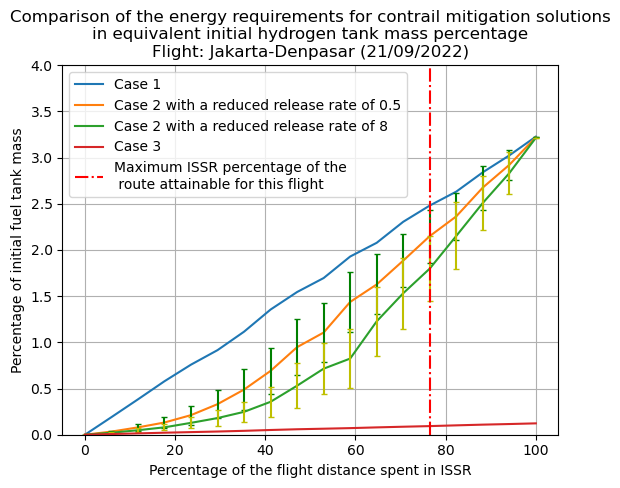 Comparison of the energy requirements for contrail mitigation solutions
in equivalent initial hydrogen tank mass percentage
Flight: Jakarta-Denpasar (21/09/2022)
Percentage of initial fuel tank mass
4.0
3.5
3.0
2.5
2.0
1.5
1.0
0.5
0.0
Case 1
Case 2 with a reduced release rate of 0.5
Case 2 with a reduced release rate of 8
Case 3
Maximum ISSR percentage of the
route attainable for this flight
0
20
40
60
80
100
Percentage of the flight distance spent in ISSR